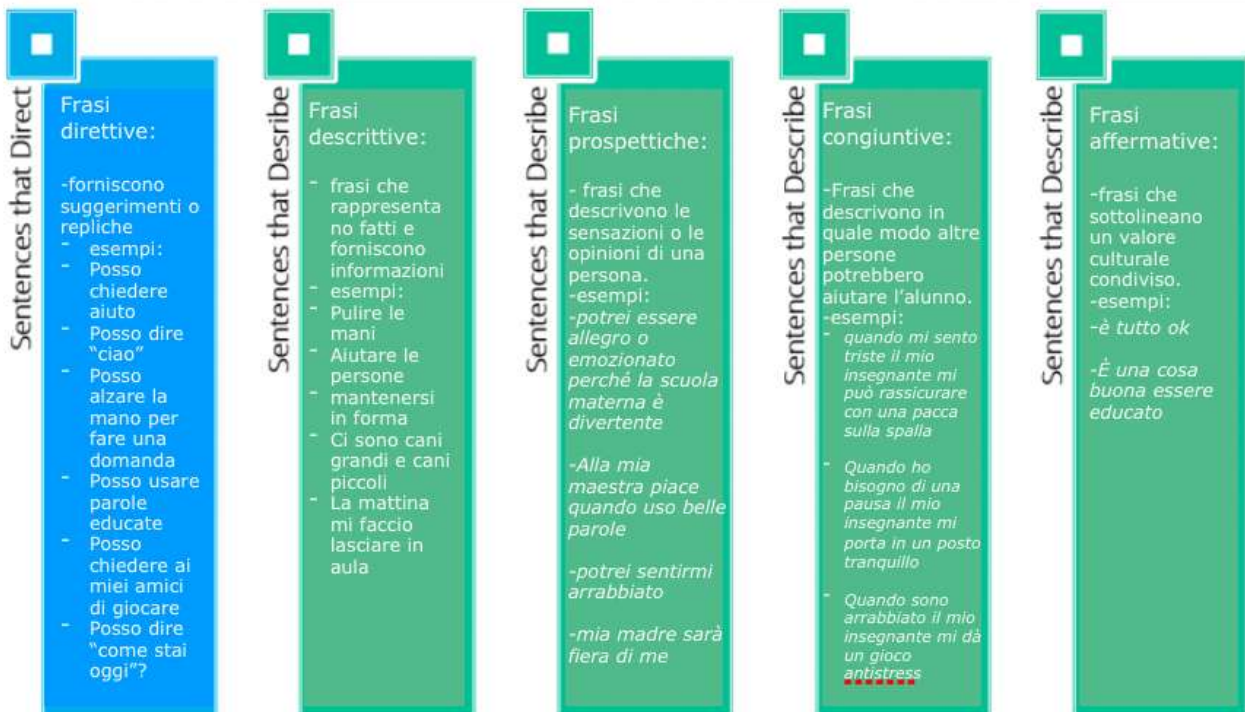 Sentences that Direct
Frasi
direttive:
-forniscono
suggerimenti o
repliche
- esempi:
- Posso
chiedere
aiuto
- Posso dire
"ciao"
- Posso
alzare la
mano per
fare una
domanda
- Posso usare
parole
educate
- Posso
chiedere ai
miei amici
di giocare
- Posso dire
"come stai
oggi"?
Sentences that Desribe
Frasi
descrittive:
- frasi che
rappresenta
no fatti e
forniscono
informazioni
- esempi:
- Pulire le
mani
- Aiutare le
persone
- mantenersi
in forma
- Ci sono cani
grandi e cani
piccoli
- La mattina
mi faccio
lasciare in
aula
Sentences that Desribe
Frasi
prospettiche:
- frasi che
descrivono le
sensazioni o le
opinioni di una
persona.
-esempi:
-potrei essere
allegro o
emozionato
perché la scuola
materna è
divertente
-Alla mia
maestra piace
quando uso belle
parole
-potrei sentirmi
arrabbiato
-mia madre sarà
fiera di me
Sentences that Describe
Frasi
congiuntive:
-Frasi che
descrivono in
quale modo altre
persone
potrebbero
aiutare l'alunno.
-esempi:
- quando mi sento
triste il mio
insegnante mi
può rassicurare
con una pacca
sulla spalla
- Quando ho
bisogno di una
pausa il mio
insegnante mi
porta in un posto
tranquillo
- Quando sono
arrabbiato il mio
insegnante mi dà
un gioco
antistress
Sentences that Describe
Frasi
affermative:
-frasi che
sottolineano
un valore
culturale
condiviso.
-esempi:
-è tutto ok
-È una cosa
buona essere
educato